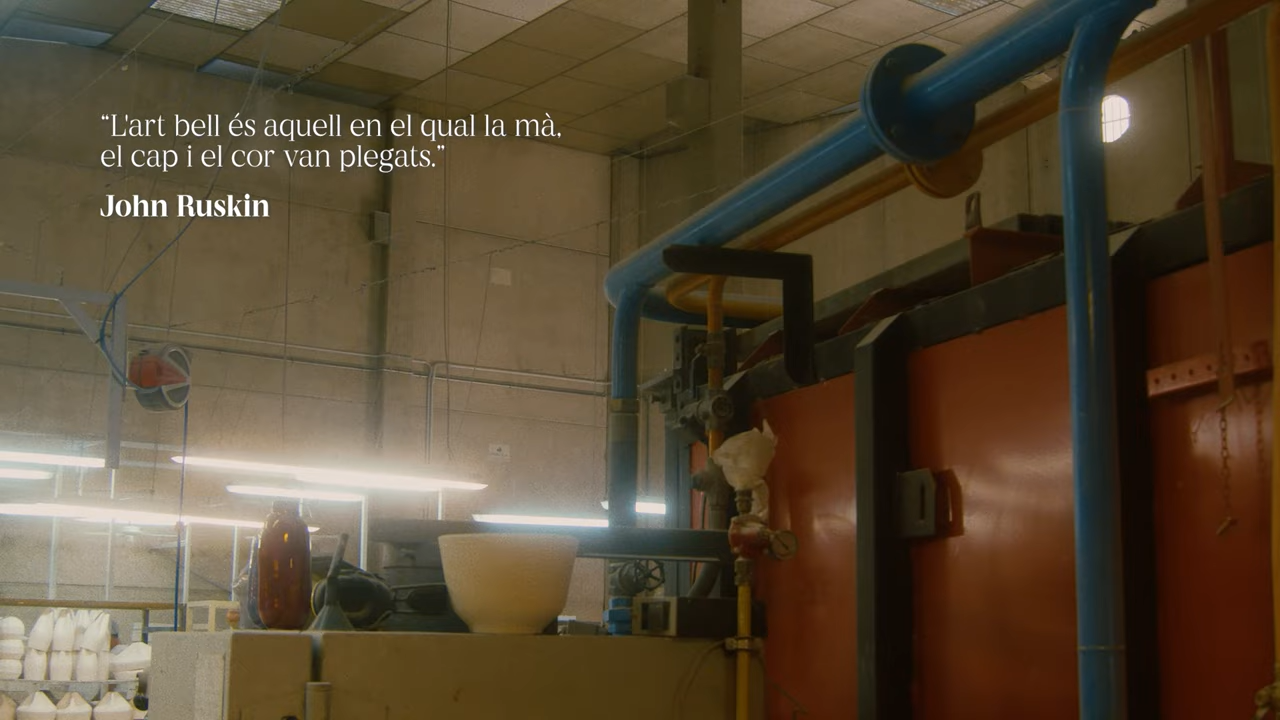 “L'art bell és aquell en el qual la mà,
el cap i el cor van plegats.”
John Ruskin